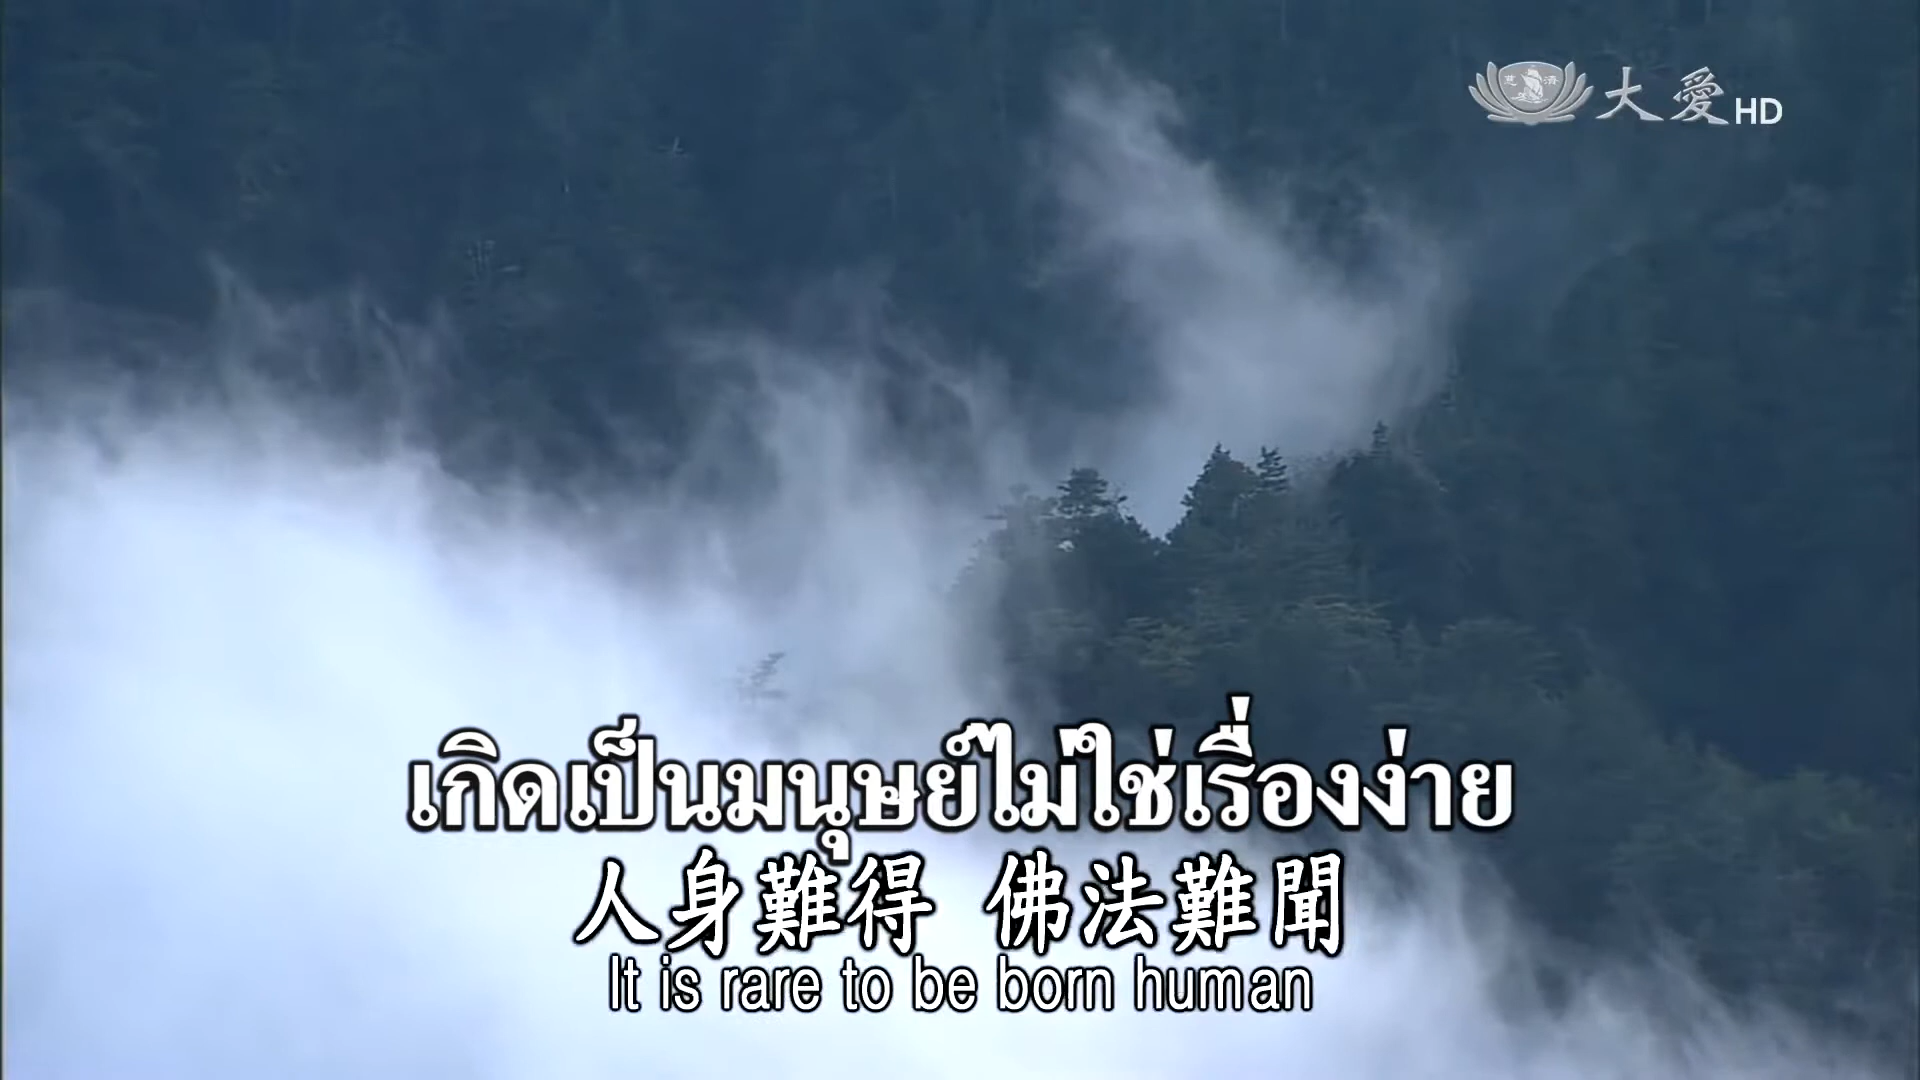 大愛HD
เกิดเป็นมนุษย์ไม่ใช่เรื่องง่าย
人身難得 佛法難聞
It is rare to be born human